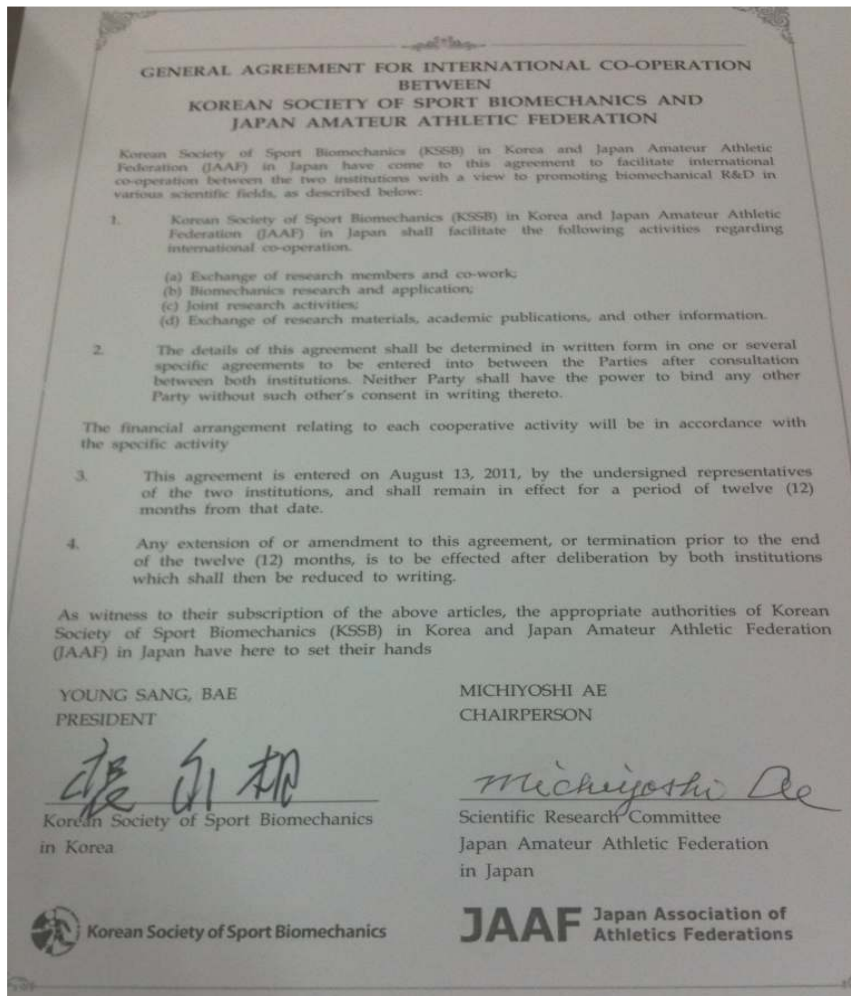 GENERAL AGREEMENT FOR INTERNATIONAL CO-OPERATION
BETWEEN
KOREAN SOCIETY OF SPORT BIOMECHANICS AND
JAPAN AMATEUR ATHLETIC FEDERATION
Korean Society of Sport Biomechanics (KSSB) in Korea and Japan Amateur Athletic
Federation (JAAF) in Japan have come to this agreement to facilitate international
co-operation between the two institutions with a view to promoting biomechanical R&D in
various scientific fields, as described below:
1. Korean Society of Sport Biomechanics (KSSB) in Korea and Japan Amateur Athletic
Federation (JAAF) in Japan shall facilitate the following activities regarding
international co-operation.
(a) Exchange of research members and co-work;
(b) Biomechanics research and application;
(c) Joint research activities;
(d) Exchange of research materials, academic publications, and other information.
2. The details of this agreement shall be determined in written form in one or several
specific agreements to be entered into between the Parties after consultation
between both institutions. Neither Party shall have the power to bind any other
Party without such other's consent in writing thereto.
The financial arrangement relating to each cooperative activity will be in accordance with
the specific activity
3. This agreement is entered on August 13, 2011, by the undersigned representatives
of the two institutions, and shall remain in effect for a period of twelve (12)
months from that date.
4. Any extension of or amendment to this agreement, or termination prior to the end
of the twelve (12) months, is to be effected after deliberation by both institutions
which shall then be reduced to writing.
As witness to their subscription of the above articles, the appropriate authorities of Korean
Society of Sport Biomechanics (KSSB) in Korea and Japan Amateur Athletic Federation
(JAAF) in Japan have here to set their hands
YOUNG SANG, BAE
PRESIDENT
Korean Society of Sport Biomechanics
in Korea
MICHIYOSHI AE
CHAIRPERSON
Michiyoshi Ae
Scientific Research Committee
Japan Amateur Athletic Federation
in Japan
Korean Society of Sport Biomechanics
JAAF Japan Association of
Athletics Federations